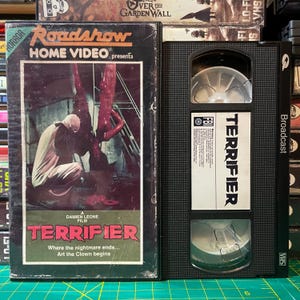 OVER THE
GARDEN WALL
Roadshow
HOME VIDEO presents
A
DAMIEN LEONE
FILM
TERRIFIER
Where the nightmare ends...
Art the Clown begins
TERRIFIER
Broadcast
VHS